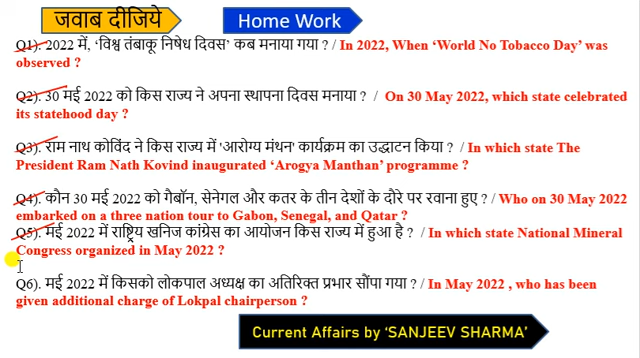 जवाब दीजिये
Home Work
Q1). 2022 में, ‘विश्व तंबाकू निषेध दिवस’ कब मनाया गया ? / In 2022, When ‘World No Tobacco Day’ was
observed ?
Q2). 30 मई 2022 को किस राज्य ने अपना स्थापना दिवस मनाया ? / On 30 May 2022, which state celebrated
its statehood day ?
Q3). राम नाथ कोविंद ने किस राज्य में 'आरोग्य मंथन' कार्यक्रम का उद्घाटन किया ? / In which state The
President Ram Nath Kovind inaugurated ‘Arogya Manthan’ programme ?
Q4). कौन 30 मई 2022 को गैबॉन, सेनेगल और कतर के तीन देशों के दौरे पर रवाना हुए ? / Who on 30 May 2022
embarked on a three nation tour to Gabon, Senegal, and Qatar ?
Q5). मई 2022 में राष्ट्रिय खनिज कांग्रेस का आयोजन किस राज्य में हुआ है ? / In which state National Mineral
Congress organized in May 2022 ?
Q6). मई 2022 में किसको लोकपाल अध्यक्ष का अतिरिक्त प्रभार सौंपा गया ? / In May 2022 , who has been
given additional charge of Lokpal chairperson ?
Current Affairs by ‘SANJEEV SHARMA’